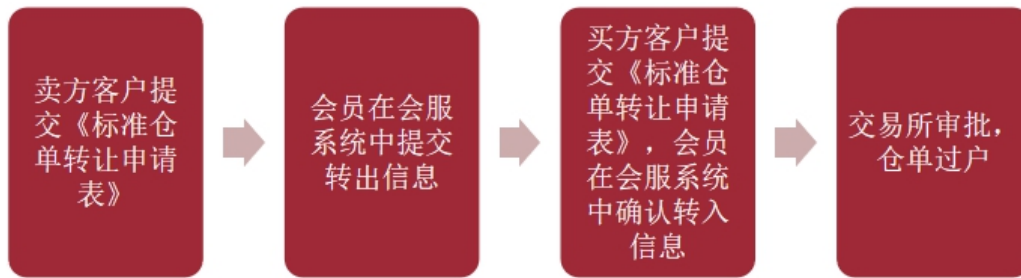 卖方客户提
交《标准仓
单转让申请
表》
会员在会服
系统中提交
转出信息
买方客户提
交《标准仓
单转让申请
表》，会员
在会服系统
中确认转入
信息
交易所审批，
仓单过户